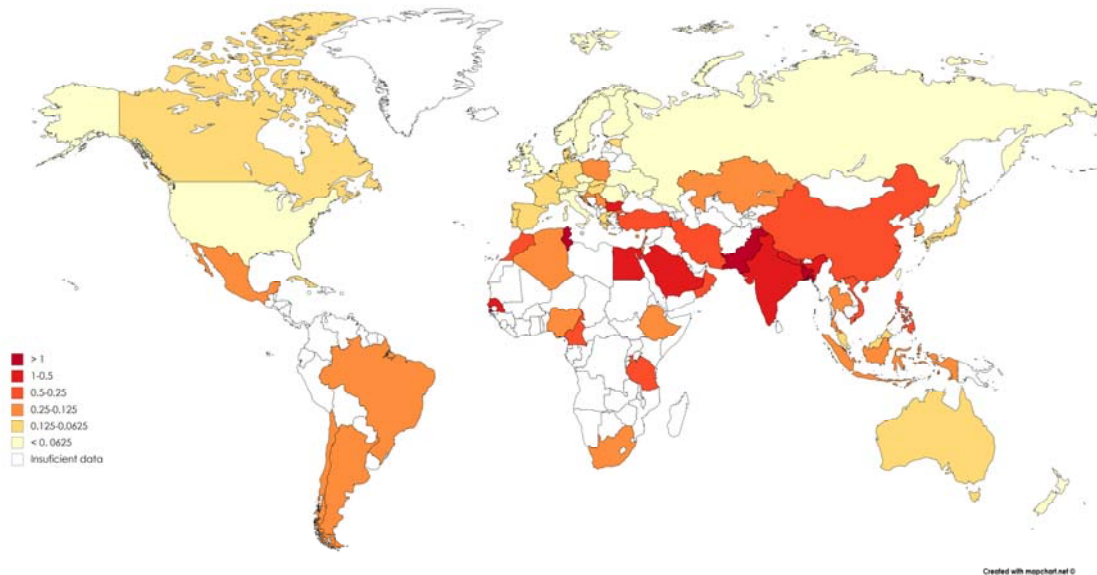 > 1
1-0.5
0.5-0.25
0.25-0.125
0.125-0.0625
< 0, 0625
Insuficient data
Created with mapchart.net ©